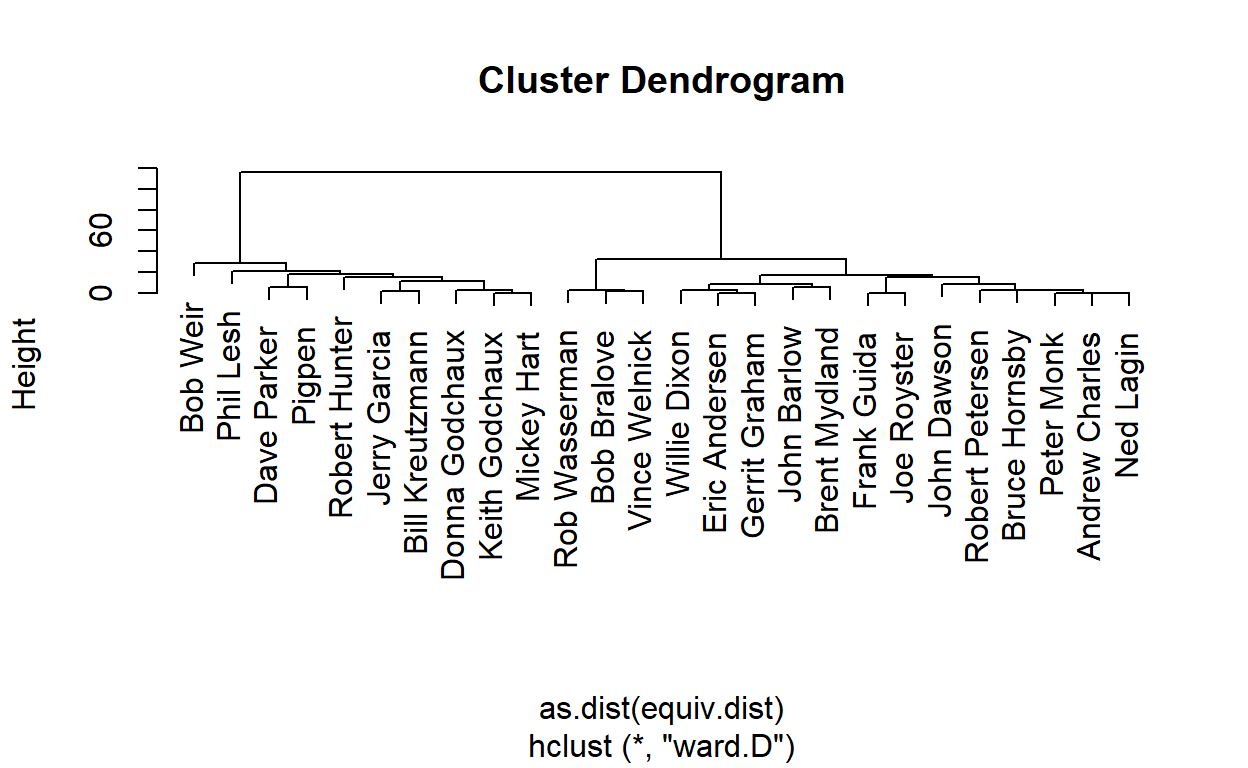 Cluster Dendrogram
Height
0
60
Bob Weir
Phil Lesh
Dave Parker
Pigpen
Robert Hunter
Jerry Garcia
Bill Kreutzmann
Donna Godchaux
Keith Godchaux
Mickey Hart
Rob Wasserman
Bob Bralove
Vince Welnick
Willie Dixon
Eric Andersen
Gerrit Graham
John Barlow
Brent Mydland
Frank Guida
Joe Royster
John Dawson
Robert Petersen
Bruce Hornsby
Peter Monk
Andrew Charles
Ned Lagin
as.dist(equiv.dist)
hclust (*, "ward.D")